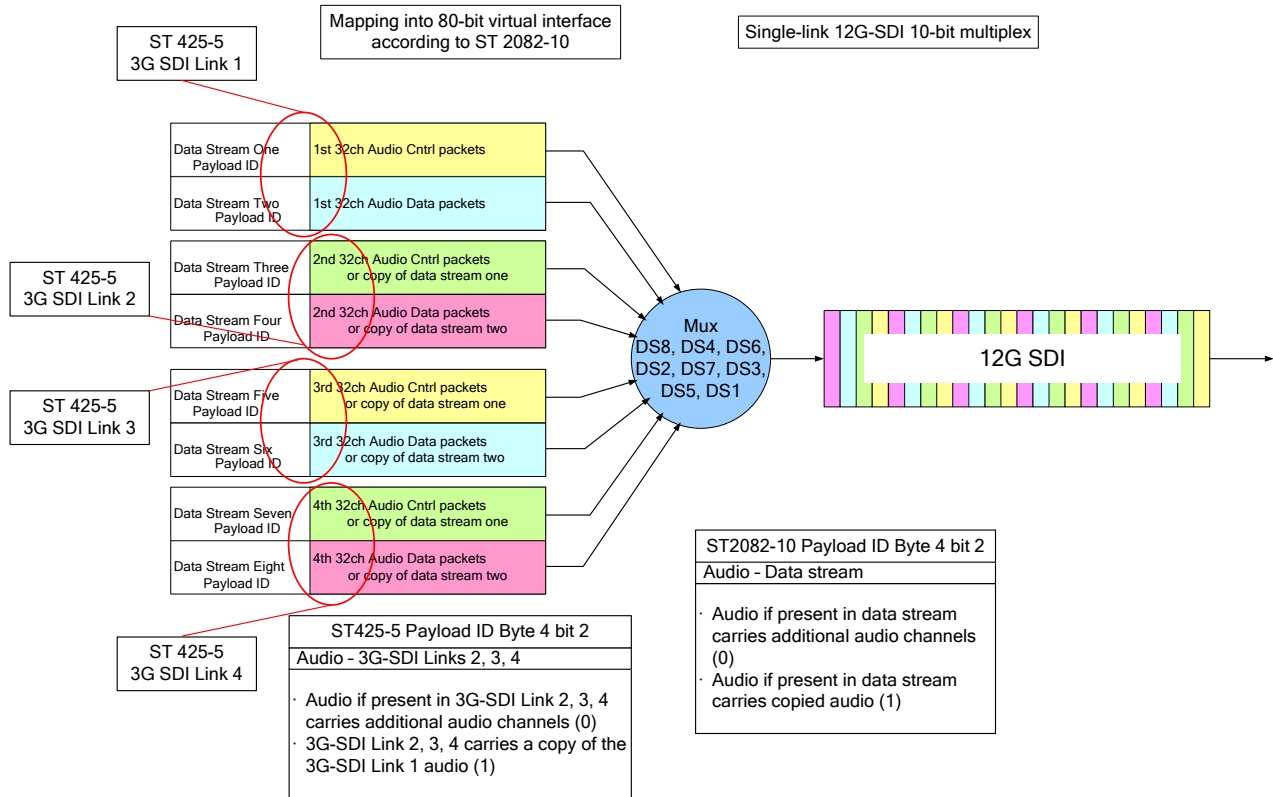 Mapping into 80-bit virtual interface
according to ST 2082-10
Single-link 12G-SDI 10-bit multiplex
ST 425-5
3G SDI Link 1
Data Stream One
Payload ID
1st 32ch Audio Cntrl packets
Data Stream Two
Payload ID
1st 32ch Audio Data packets
ST 425-5
3G SDI Link 2
Data Stream Three
Payload ID
2nd 32ch Audio Cntrl packets
or copy of data stream one
Data Stream Four
Payload ID
2nd 32ch Audio Data packets
or copy of data stream two
ST 425-5
3G SDI Link 3
Data Stream Five
Payload ID
3rd 32ch Audio Cntrl packets
or copy of data stream one
Data Stream Six
Payload ID
3rd 32ch Audio Data packets
or copy of data stream two
Data Stream Seven
Payload ID
4th 32ch Audio Cntrl packets
or copy of data stream one
Data Stream Eight
Payload ID
4th 32ch Audio Data packets
or copy of data stream two
ST 425-5
3G SDI Link 4
Mux
DS8, DS4, DS6,
DS2, DS7, DS3,
DS5, DS1
12G SDI
ST425-5 Payload ID Byte 4 bit 2
Audio – 3G-SDI Links 2, 3, 4
· Audio if present in 3G-SDI Link 2, 3, 4
carries additional audio channels (0)
· 3G-SDI Link 2, 3, 4 carries a copy of the
3G-SDI Link 1 audio (1)
ST2082-10 Payload ID Byte 4 bit 2
Audio - Data stream
· Audio if present in data stream
carries additional audio channels
(0)
· Audio if present in data stream
carries copied audio (1)